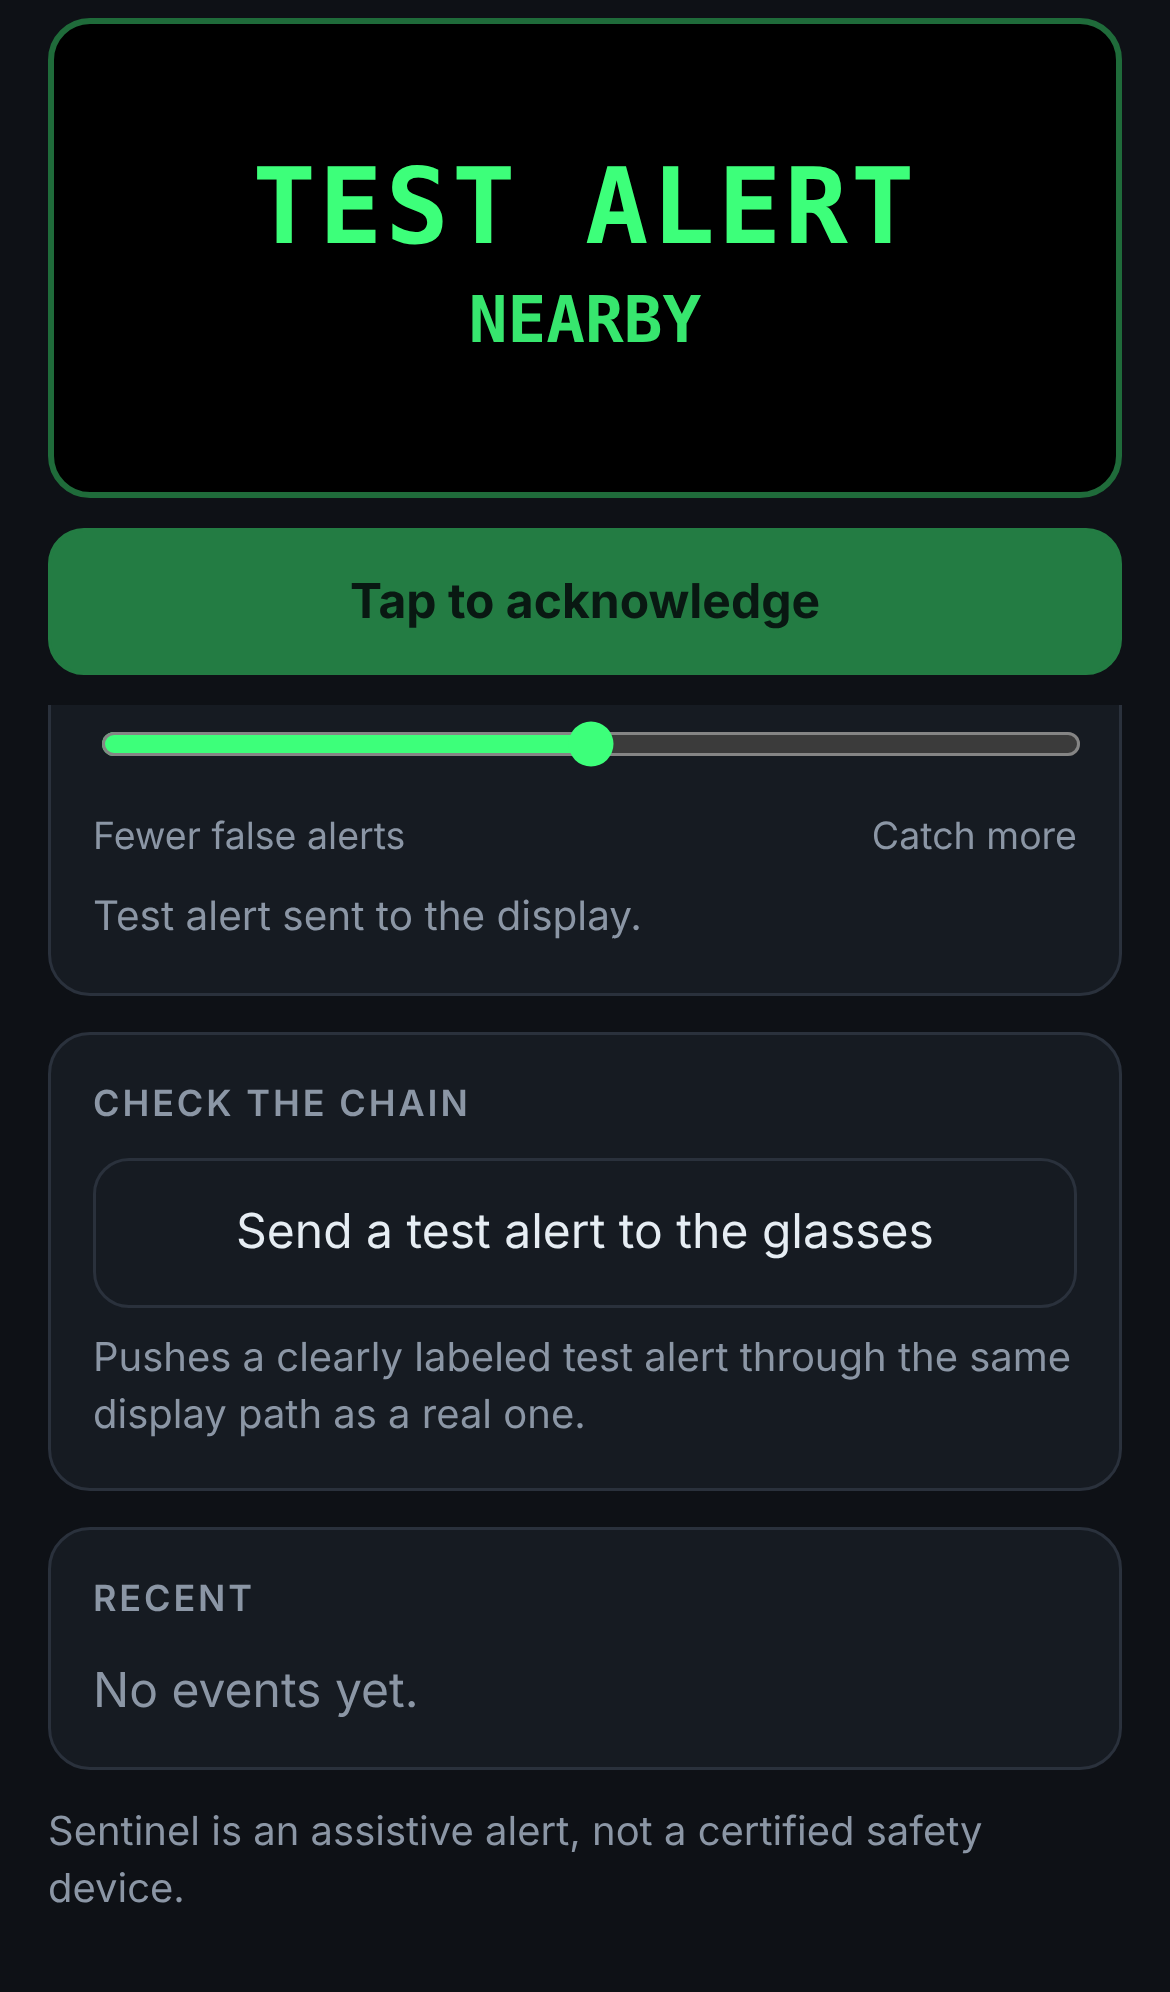 TEST ALERT
NEARBY
Tap to acknowledge
Fewer false alerts
Catch more
Test alert sent to the display.
CHECK THE CHAIN
Send a test alert to the glasses
Pushes a clearly labeled test alert through the same
display path as a real one.
RECENT
No events yet.
Sentinel is an assistive alert, not a certified safety
device.